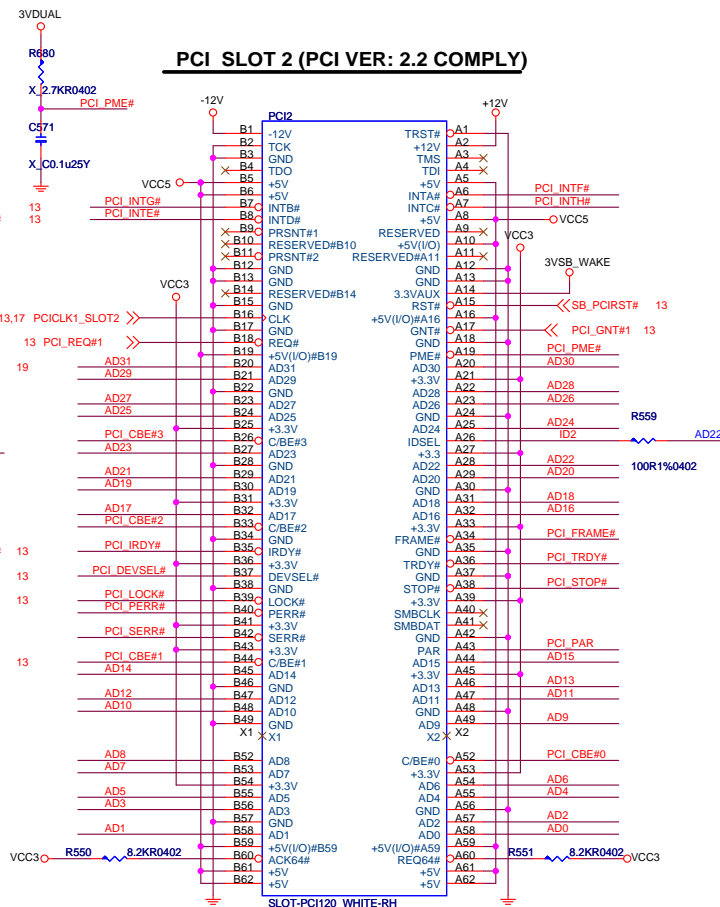 3VDUAL
PCI SLOT 2 (PCI VER: 2.2 COMPLY)
R680
X_2.7KR0402
PCI_PME#
C571
X_C0.1u25Y
-12V
PCI2
+12V
B1 -12V TRST# A1
B2 TCK +12V A2
B3 GND TMS A3
B4 TDO TDI A4
VCC5 B5 +5V +5V A5
B6 +5V INTA# A6 PCI_INTF#
13 PCI_INTG# B7 INTB# INTC# A7 PCI_INTH#
13 PCI_INTE# B8 INTD# +5V A8 VCC5
B9 PRSNT#1 RESERVED A9
B10 RESERVED#B10 +5V(I/O) A10 VCC3
B11 PRSNT#2 RESERVED#A11 A11
B12 GND GND A12
B13 GND GND A13 3VSB_WAKE
VCC3 B14 RESERVED#B14 3.3VAUX A14
B15 GND RST# A15 SB_PCIRST# 13
13,17 PCICLK1_SLOT2 B16 CLK +5V(I/O)#A16 A16
B17 GND GNT# A17 PCI_GNT#1 13
13 PCI_REQ#1 B18 REQ# GND A18
B19 +5V(I/O)#B19 PME# A19 PCI_PME#
19 AD31 B20 AD31 AD30 A20 AD30
AD29 B21 AD29 +3.3V A21
B22 GND AD28 A22 AD28
AD27 B23 AD27 AD26 A23 AD26
AD25 B24 AD25 GND A24
B25 +3.3V AD24 A25 AD24 R559
PCI_CBE#3 B26 C/BE#3 IDSEL A26 ID2 AD22
AD23 B27 AD23 +3.3 A27
B28 GND AD22 A28 AD22 100R1%0402
AD21 B29 AD21 AD20 A29 AD20
AD19 B30 AD19 GND A30
B31 +3.3V AD18 A31 AD18
AD17 B32 AD17 AD16 A32 AD16
PCI_CBE#2 B33 C/BE#2 +3.3V A33
B34 GND FRAME# A34 PCI_FRAME#
13 PCI_IRDY# B35 IRDY# GND A35
B36 +3.3V TRDY# A36 PCI_TRDY#
13 PCI_DEVSEL# B37 DEVSEL# GND A37
B38 GND STOP# A38 PCI_STOP#
13 PCI_LOCK# B39 LOCK# +3.3V A39
PCI_PERR# B40 PERR# SMBCLK A40
B41 +3.3V SMBDAT A41
PCI_SERR# B42 SERR# GND A42
B43 +3.3V PAR A43 PCI_PAR
13 PCI_CBE#1 B44 C/BE#1 AD15 A44 AD15
AD14 B45 AD14 +3.3V A45
B46 GND AD13 A46 AD13
AD12 B47 AD12 AD11 A47 AD11
AD10 B48 AD10 GND A48
B49 GND AD9 A49 AD9
X1 X1 X2 X2
AD8 B52 AD8 C/BE#0 A52 PCI_CBE#0
AD7 B53 AD7 +3.3V A53
B54 +3.3V AD6 A54 AD6
AD5 B55 AD5 AD4 A55 AD4
AD3 B56 AD3 GND A56
B57 GND AD2 A57 AD2
AD1 B58 AD1 AD0 A58 AD0
B59 +5V(I/O)#B59 +5V(I/O)#A59 A59
VCC3 R550 8.2KR0402 B60 ACK64# REQ64# A60 R551 8.2KR0402 VCC3
B61 +5V +5V A61
B62 +5V +5V A62
SLOT-PCI120_WHITE-RH